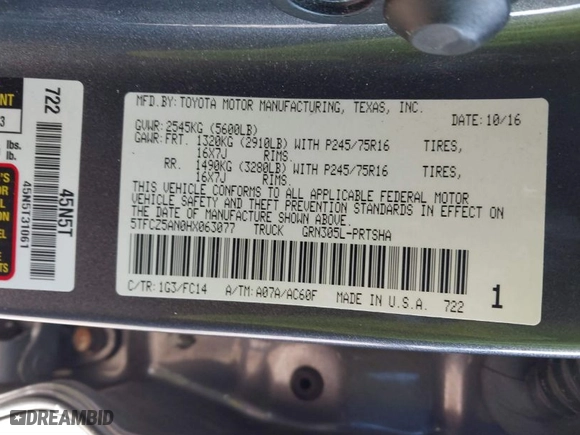 MFD.BY: TOYOTA MOTOR MANUFACTURING, TEXAS, INC.
DATE: 10/16
GVWR: 2545KG (5600LB)
GAWR: FRT. 1320KG (2910LB) WITH P245/75R16 TIRES,
16X7J RIMS.
RR. 1490KG (3280LB) WITH P245/75R16 TIRES,
16X7J RIMS.
THIS VEHICLE CONFORMS TO ALL APPLICABLE FEDERAL MOTOR
VEHICLE SAFETY AND THEFT PREVENTION STANDARDS IN EFFECT
ON THE DATE OF MANUFACTURE SHOWN ABOVE.
5TFCZ5AN0HX063077 TRUCK GRN305L-PRTSHA
C/TR: 1G3/FC14 A/TM: A07A/AC60F MADE IN U.S.A. 722
1
722
45N5T
45N5T31061
lbs.
lb.
DREAMBID